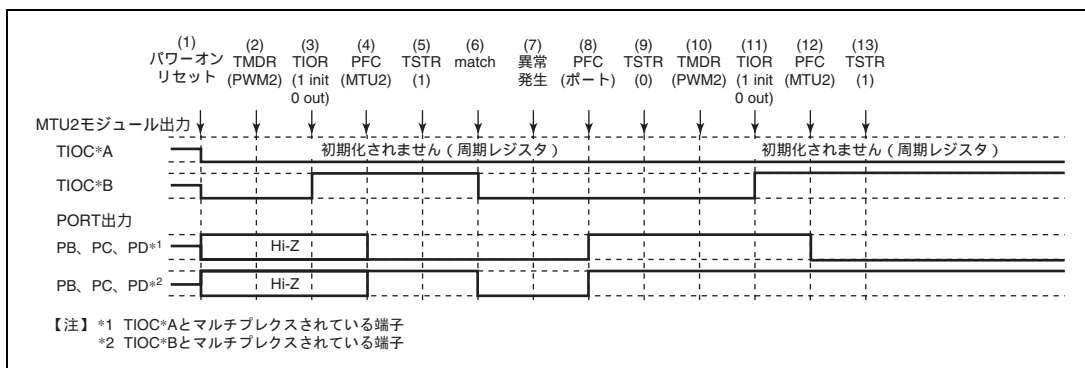 (1) (2) (3) (4) (5) (6) (7) (8) (9) (10) (11) (12) (13)
パワーオン TMDR TIOR PFC TSTR match 異常 PFC TSTR TMDR TIOR PFC TSTR
リセット (PWM2) (1 init (MTU2) (1) 発生 (ポート) (0) (PWM2) (1 init (MTU2) (1)
0 out) 0 out)
MTU2モジュール出力
TIOC*A 初期化されません（周期レジスタ） 初期化されません（周期レジスタ）
TIOC*B
PORT出力
PB、PC、PD*1 Hi-Z
PB、PC、PD*2 Hi-Z
【注】 *1 TIOC*Aとマルチプレクスされている端子
*2 TIOC*Bとマルチプレクスされている端子